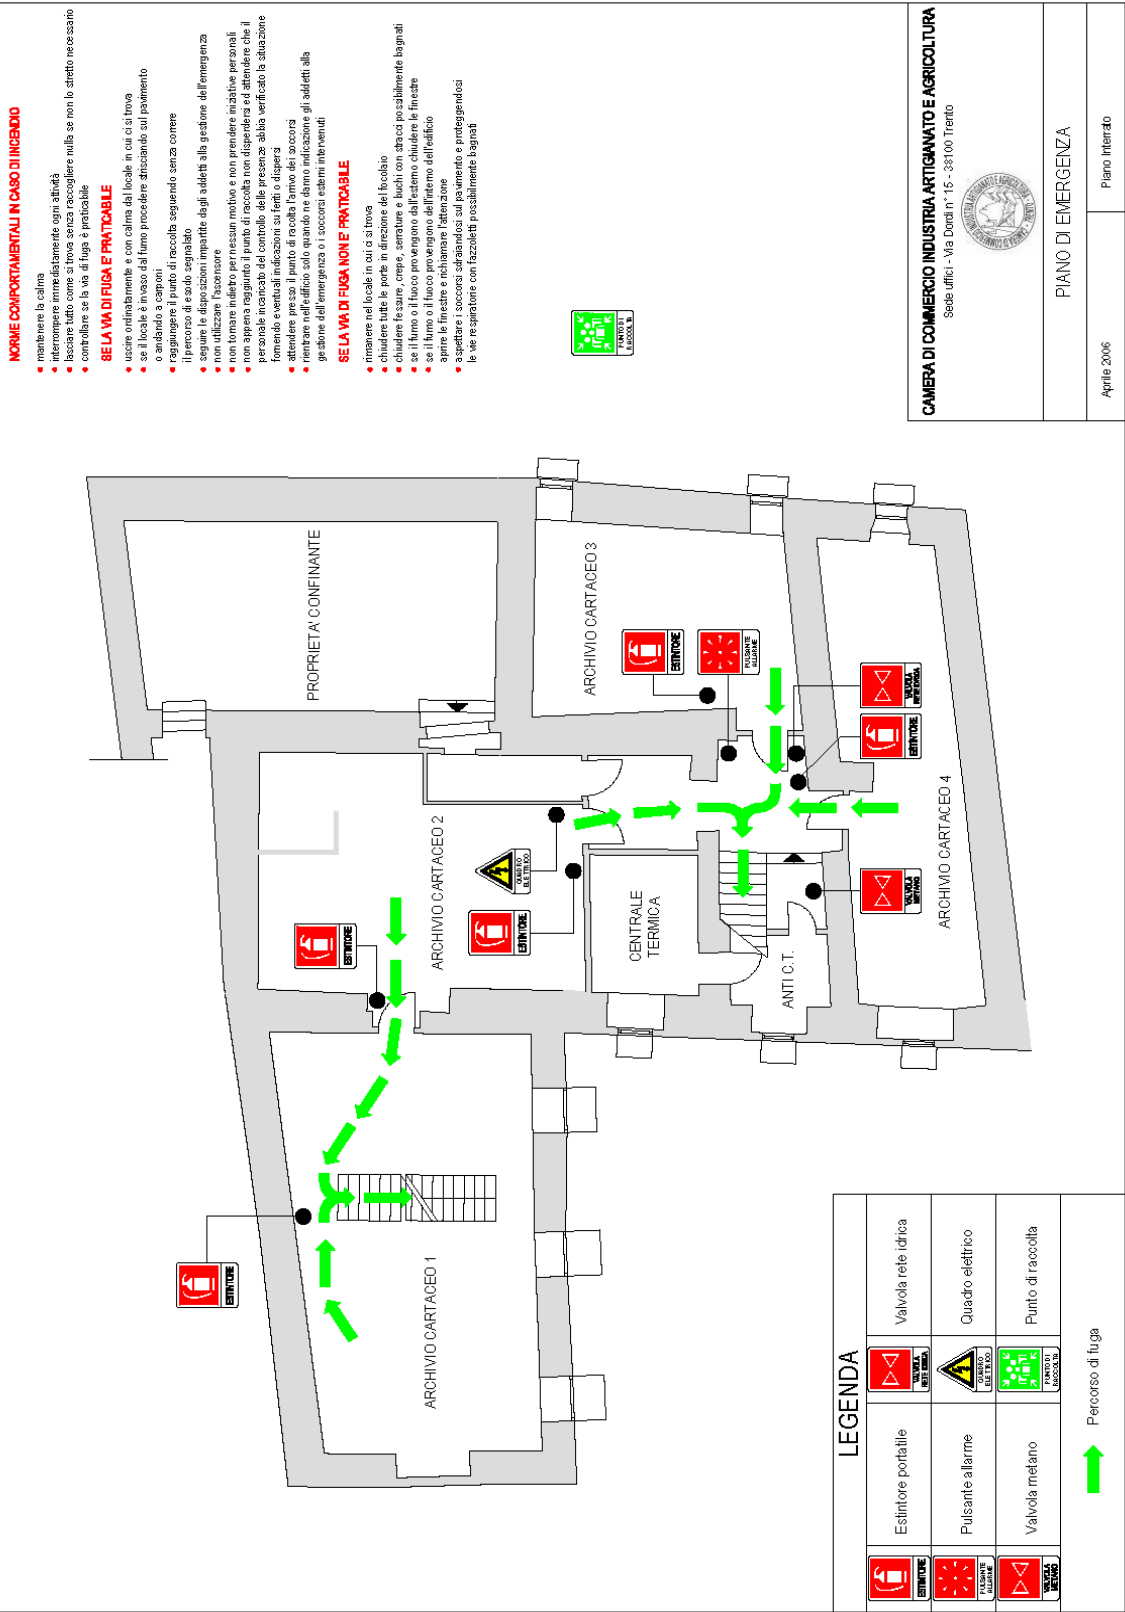 NORME COMPORTAMENTALI IN CASO DI INCENDIO
mantenere la calma
interrompere immediatamente ogni attività
lasciare tutto come si trova senza raccogliere nulla se non lo stretto necessario
controllare se la via di fuga è praticabile
SE LA VIA DI FUGA E' PRATICABILE
uscire ordinatamente e con calma dal locale in cui ci si trova
se il locale è invaso dal fumo procedere strisciando sul pavimento
o andando a carponi
raggiungere il punto di raccolta seguendo senza correre
il percorso di esodo segnalato
seguire le disposizioni impartite dagli addetti alla gestione dell'emergenza
non utilizzare l'ascensore
non tornare indietro per nessun motivo e non prendere iniziative personali
non appena raggiunto il punto di raccolta non disperdersi ed attendere che il
personale incaricato del controllo delle presenze abbia verificato la situazione
fornendo eventuali indicazioni su feriti o dispersi
attendere presso il punto di racolta l'arrivo dei soccorsi
rientrare nell'edificio solo quando ne danno indicazione gli addetti alla
gestione dell'emergenza o i soccorsi esterni intervenuti
SE LA VIA DI FUGA NON E' PRATICABILE
rimanere nel locale in cui ci si trova
chiudere tutte le porte in direzione del focolaio
chiudere fessure, crepe, serrature e buchi con stracci possibilmente bagnati
se il fumo o il fuoco provengono dall'esterno chiudere le finestre
se il fumo o il fuoco provengono dell'interno dell'edificio
aprire le finestre e richiamare l'attenzione
aspettare i soccorsi sdraiandosi sul pavimento e proteggendosi
le vie respiratorie con fazzoletti possibilmente bagnati
PUNTO DI
RACCOLTA
CAMERA DI COMMERCIO INDUSTRIA ARTIGIANATO E AGRICOLTURA
Sede uffici - Via Dordi n° 15 - 38100 Trento
PIANO DI EMERGENZA
Aprile 2006
Piano Interrato
PROPRIETA' CONFINANTE
ARCHIVIO CARTACEO 3
ESTINTORE
PULSANTE
ALLARME
ARCHIVIO CARTACEO 2
QUADRO
ELETTRICO
ESTINTORE
ESTINTORE
VALVOLA
RETE IDRICA
ESTINTORE
ARCHIVIO CARTACEO 4
VALVOLA
METANO
CENTRALE
TERMICA
ANTI C.T.
ESTINTORE
ARCHIVIO CARTACEO 1
LEGENDA
ESTINTORE
Estintore portatile
VALVOLA
RETE IDRICA
Valvola rete idrica
PULSANTE
ALLARME
Pulsante allarme
QUADRO
ELETTRICO
Quadro elettrico
VALVOLA
METANO
Valvola metano
PUNTO DI
RACCOLTA
Punto di raccolta
Percorso di fuga